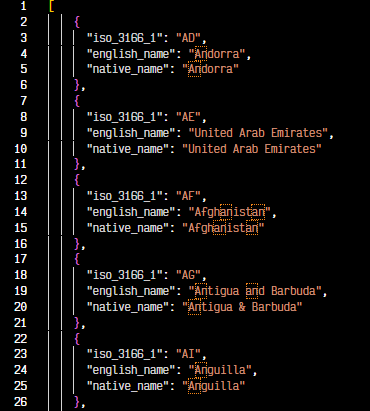 1 [
2 {
3 "iso_3166_1": "AD",
4 "english_name": "Andorra",
5 "native_name": "Andorra"
6 },
7 {
8 "iso_3166_1": "AE",
9 "english_name": "United Arab Emirates",
10 "native_name": "United Arab Emirates"
11 },
12 {
13 "iso_3166_1": "AF",
14 "english_name": "Afghanistan",
15 "native_name": "Afghanistan"
16 },
17 {
18 "iso_3166_1": "AG",
19 "english_name": "Antigua and Barbuda",
20 "native_name": "Antigua & Barbuda"
21 },
22 {
23 "iso_3166_1": "AI",
24 "english_name": "Anguilla",
25 "native_name": "Anguilla"
26 },